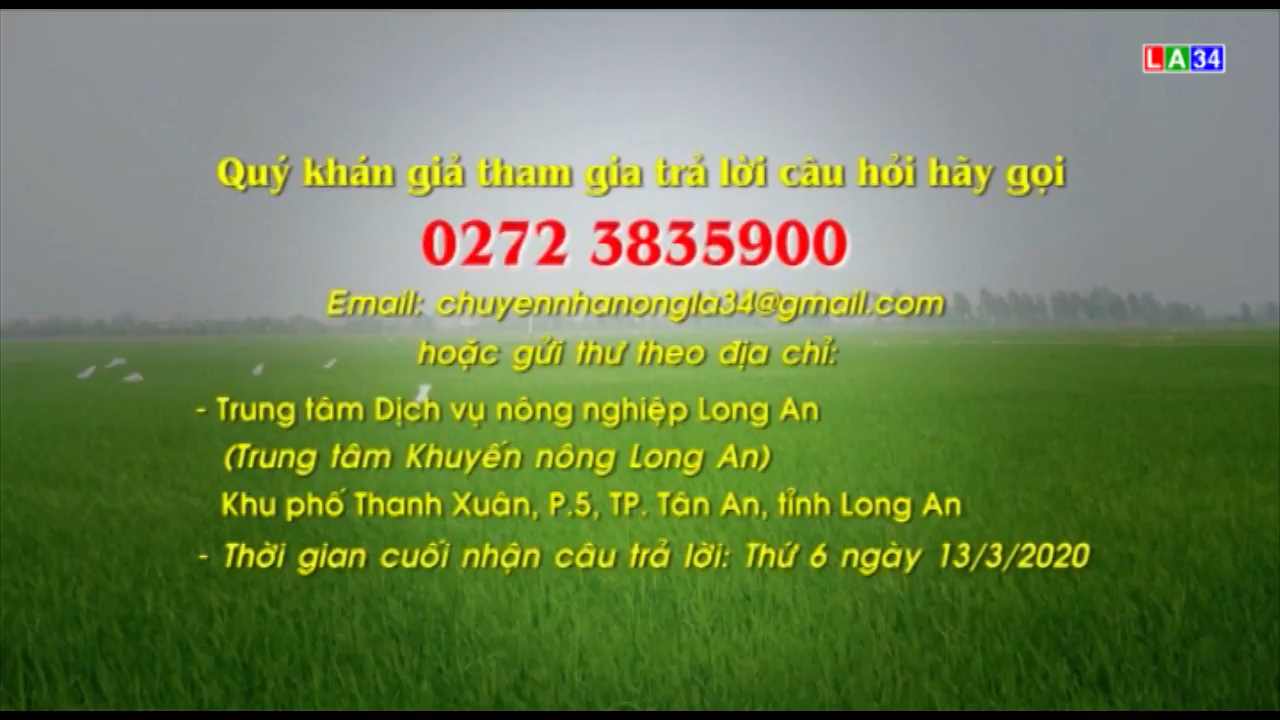 LA34
Quý khán giả tham gia trả lời câu hỏi hãy gọi
0272 3835900
Email: chuyennhanongla34@gmail.com
hoặc gửi thư theo địa chỉ:
- Trung tâm Dịch vụ nông nghiệp Long An
(Trung tâm Khuyến nông Long An)
Khu phố Thanh Xuân, P.5, TP. Tân An, tỉnh Long An
- Thời gian cuối nhận câu trả lời: Thứ 6 ngày 13/3/2020